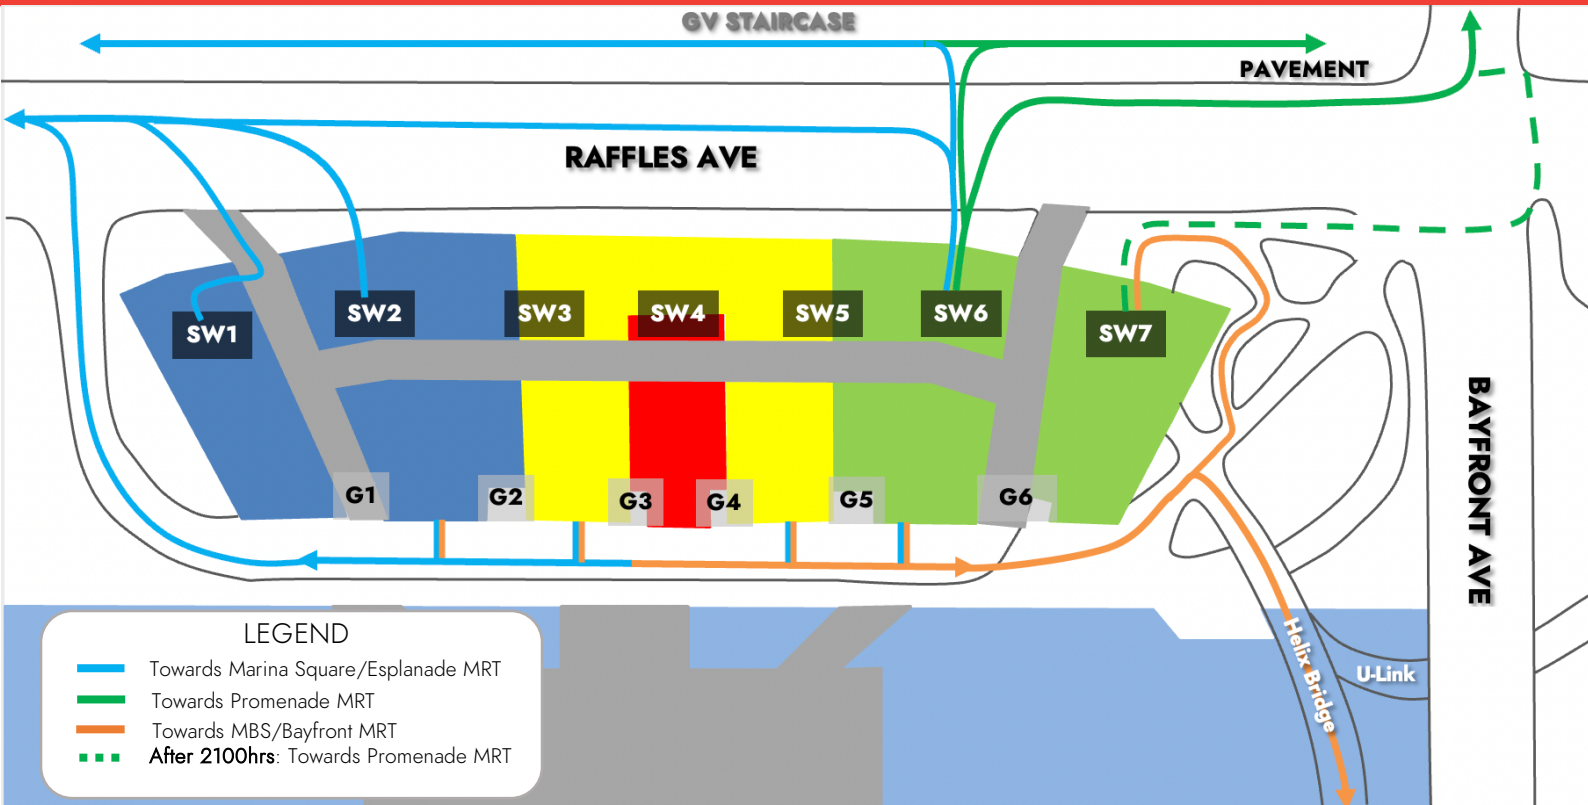 GV STAIRCASE
PAVEMENT
RAFFLES AVE
SW1
SW2
SW3
SW4
SW5
SW6
SW7
G1
G2
G3
G4
G5
G6
BAYFRONT AVE
LEGEND
Towards Marina Square/Esplanade MRT
Towards Promenade MRT
Towards MBS/Bayfront MRT
After 2100hrs: Towards Promenade MRT
Helix Bridge
U-Link